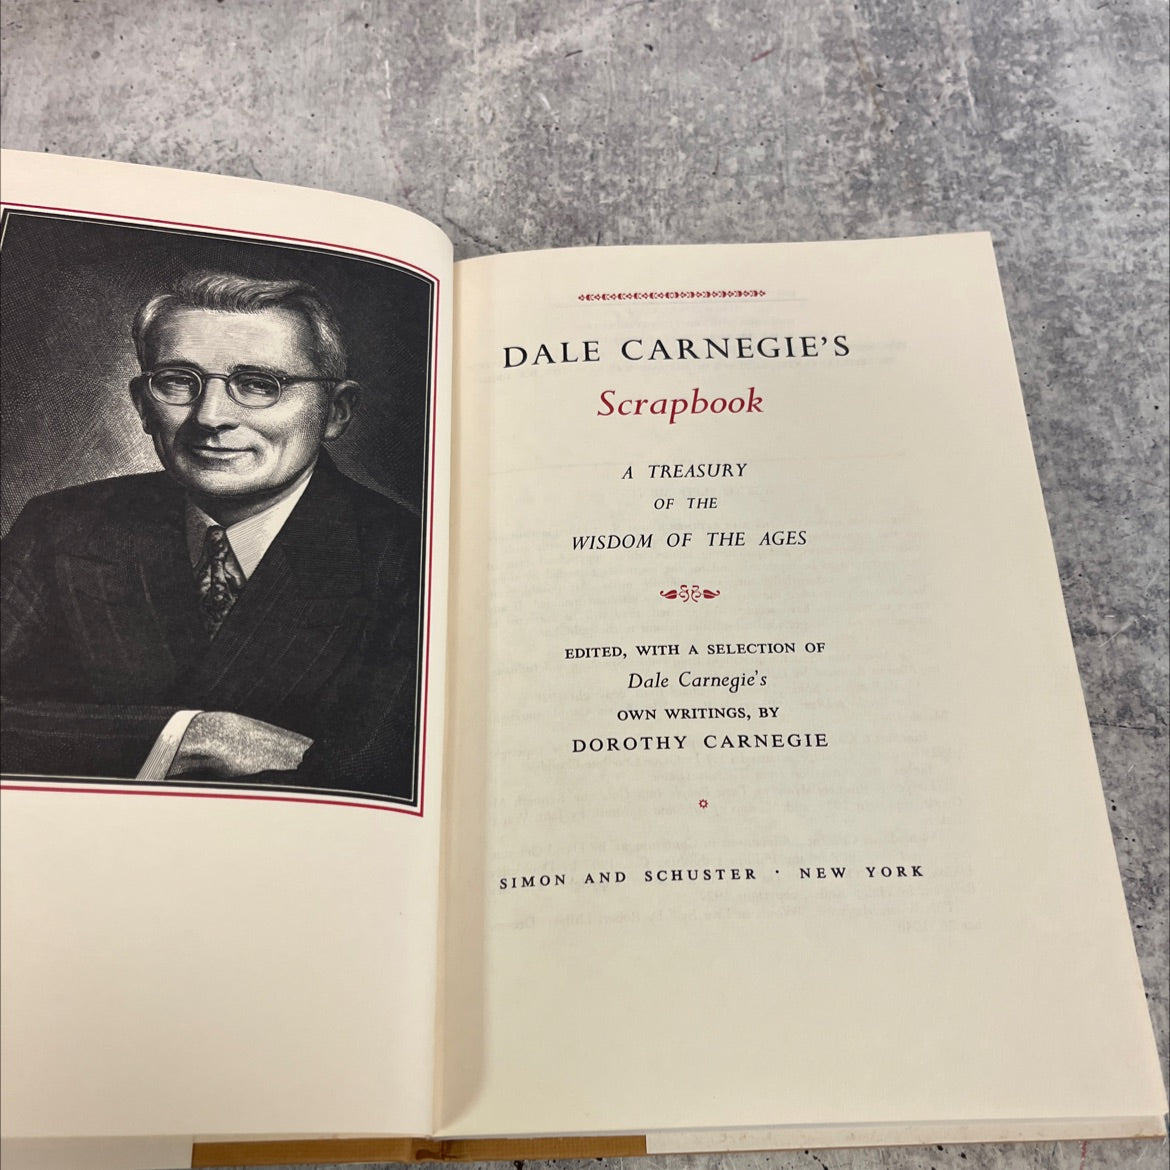 DALE CARNEGIE'S
Scrapbook
A TREASURY
OF THE
WISDOM OF THE AGES
EDITED, WITH A SELECTION OF
Dale Carnegie's
OWN WRITINGS, BY
DOROTHY CARNEGIE
SIMON AND SCHUSTER · NEW YORK